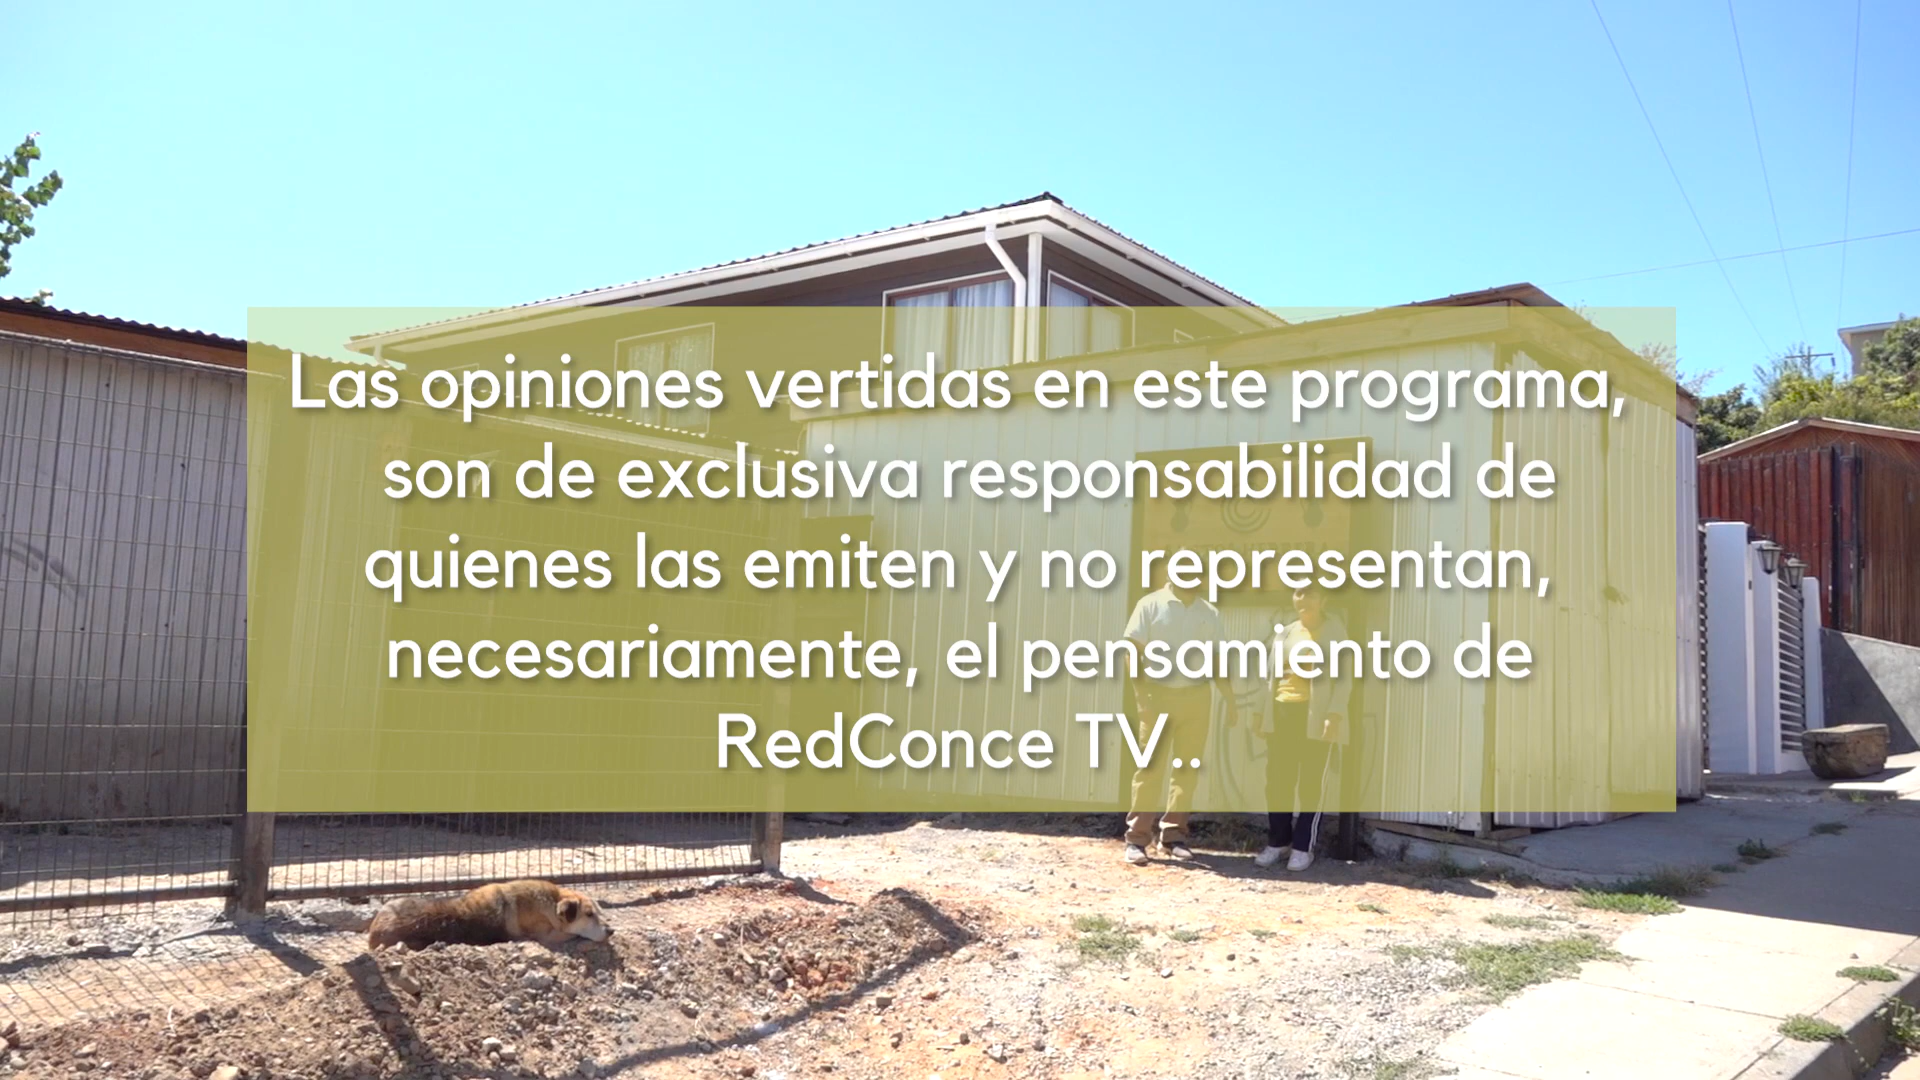 Las opiniones vertidas en este programa,
son de exclusiva responsabilidad de
quienes las emiten y no representan,
necesariamente, el pensamiento de
RedConce TV..